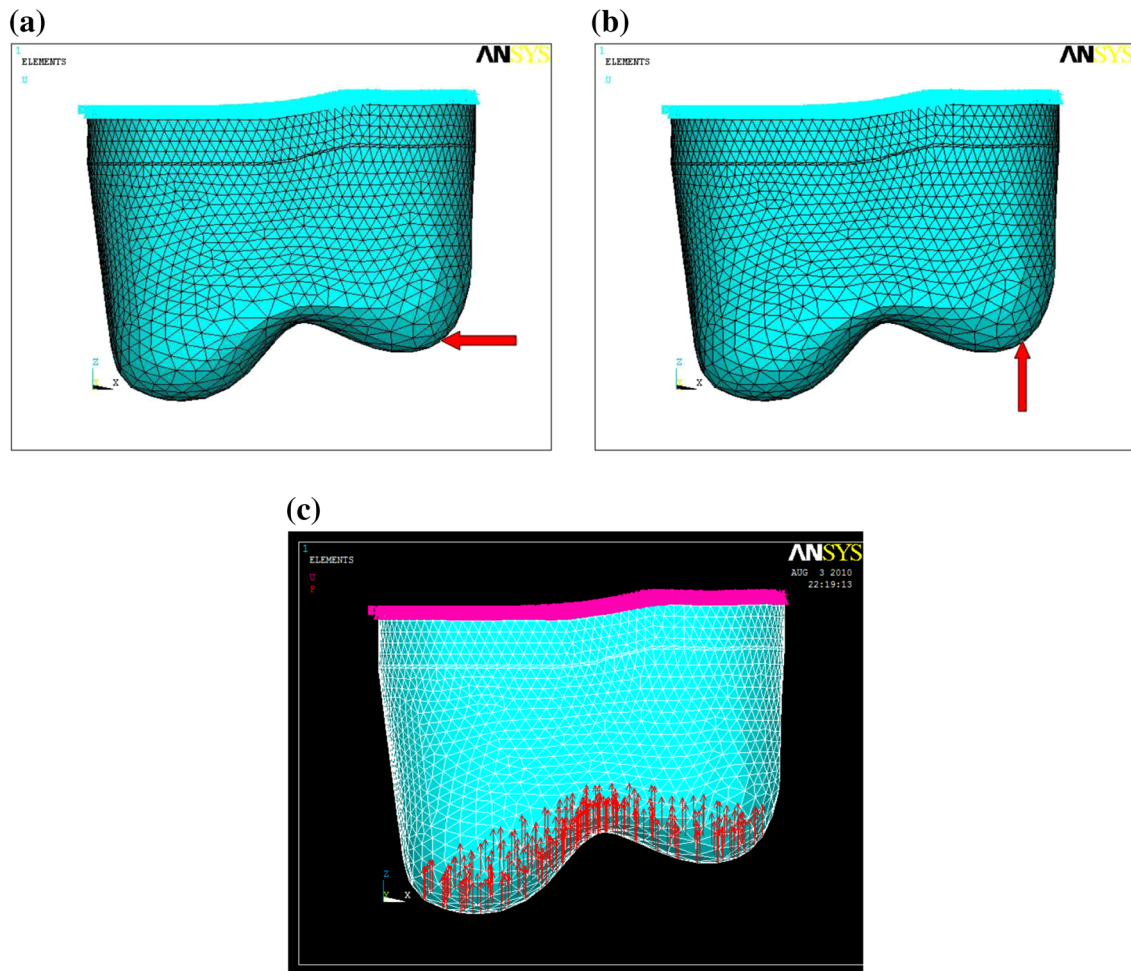 (a)
1
ELEMENTS
U
ANSYS
Z
X
(b)
1
ELEMENTS
U
ANSYS
Z
X
(c)
1
ELEMENTS
U
F
ANSYS
AUG 3 2010
22:19:13
Z
Y
X